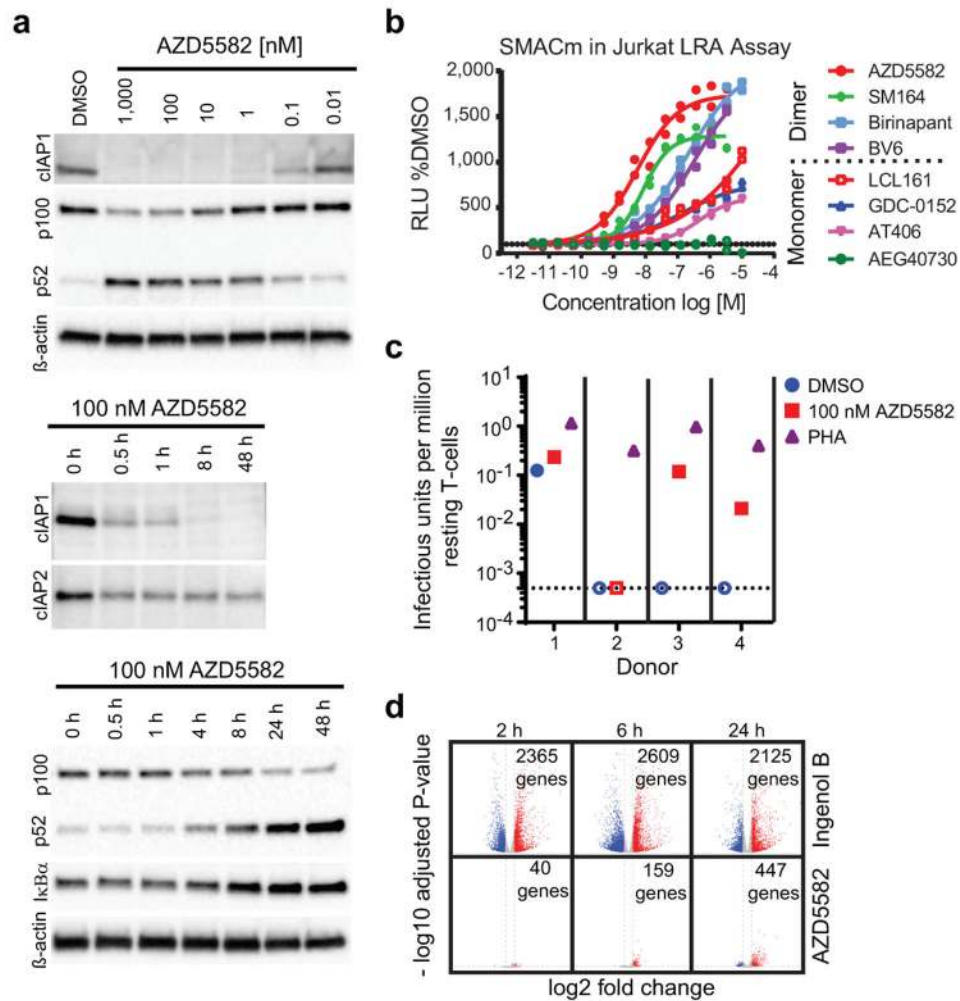 a
AZD5582 [nM]
DMSO
1,000
100
10
1
0.1
0.01
cIAP1
p100
p52
ß-actin
100 nM AZD5582
0 h
0.5 h
1 h
8 h
48 h
cIAP1
cIAP2
100 nM AZD5582
0 h
0.5 h
1 h
4 h
8 h
24 h
48 h
p100
p52
IκBα
ß-actin
b
SMACm in Jurkat LRA Assay
RLU %DMSO
2,000
1,500
1,000
500
0
-12 -11 -10 -9 -8 -7 -6 -5 -4
Concentration log [M]
AZD5582
SM164
Birinapant
BV6
LCL161
GDC-0152
AT406
AEG40730
Dimer
Monomer
c
Infectious units per million
resting T-cells
10¹
10⁰
10⁻¹
10⁻²
10⁻³
10⁻⁴
1 2 3 4
Donor
DMSO
100 nM AZD5582
PHA
d
2 h 6 h 24 h
- log10 adjusted P-value
2365
genes
2609
genes
2125
genes
Ingenol B
40
genes
159
genes
447
genes
AZD5582
log2 fold change